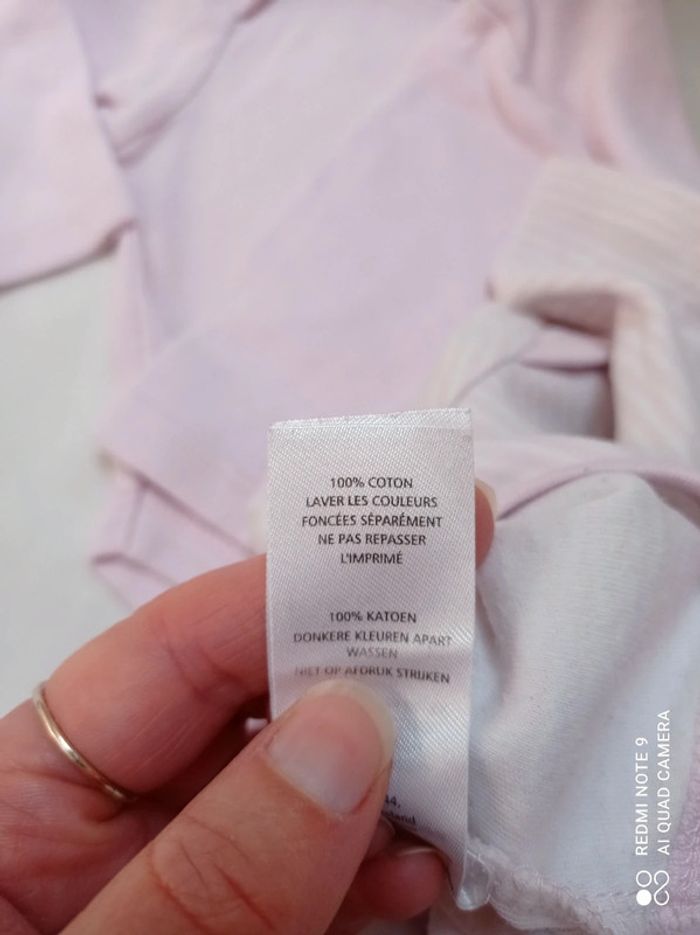 100% COTON
LAVER LES COULEURS
FONCÉES SÉPARÉMENT
NE PAS REPASSER
L'IMPRIMÉ
100% KATOEN
DONKERE KLEUREN APART
WASSEN
NIET OP AFDRUK STRIJKEN
REDMI NOTE 9
AI QUAD CAMERA